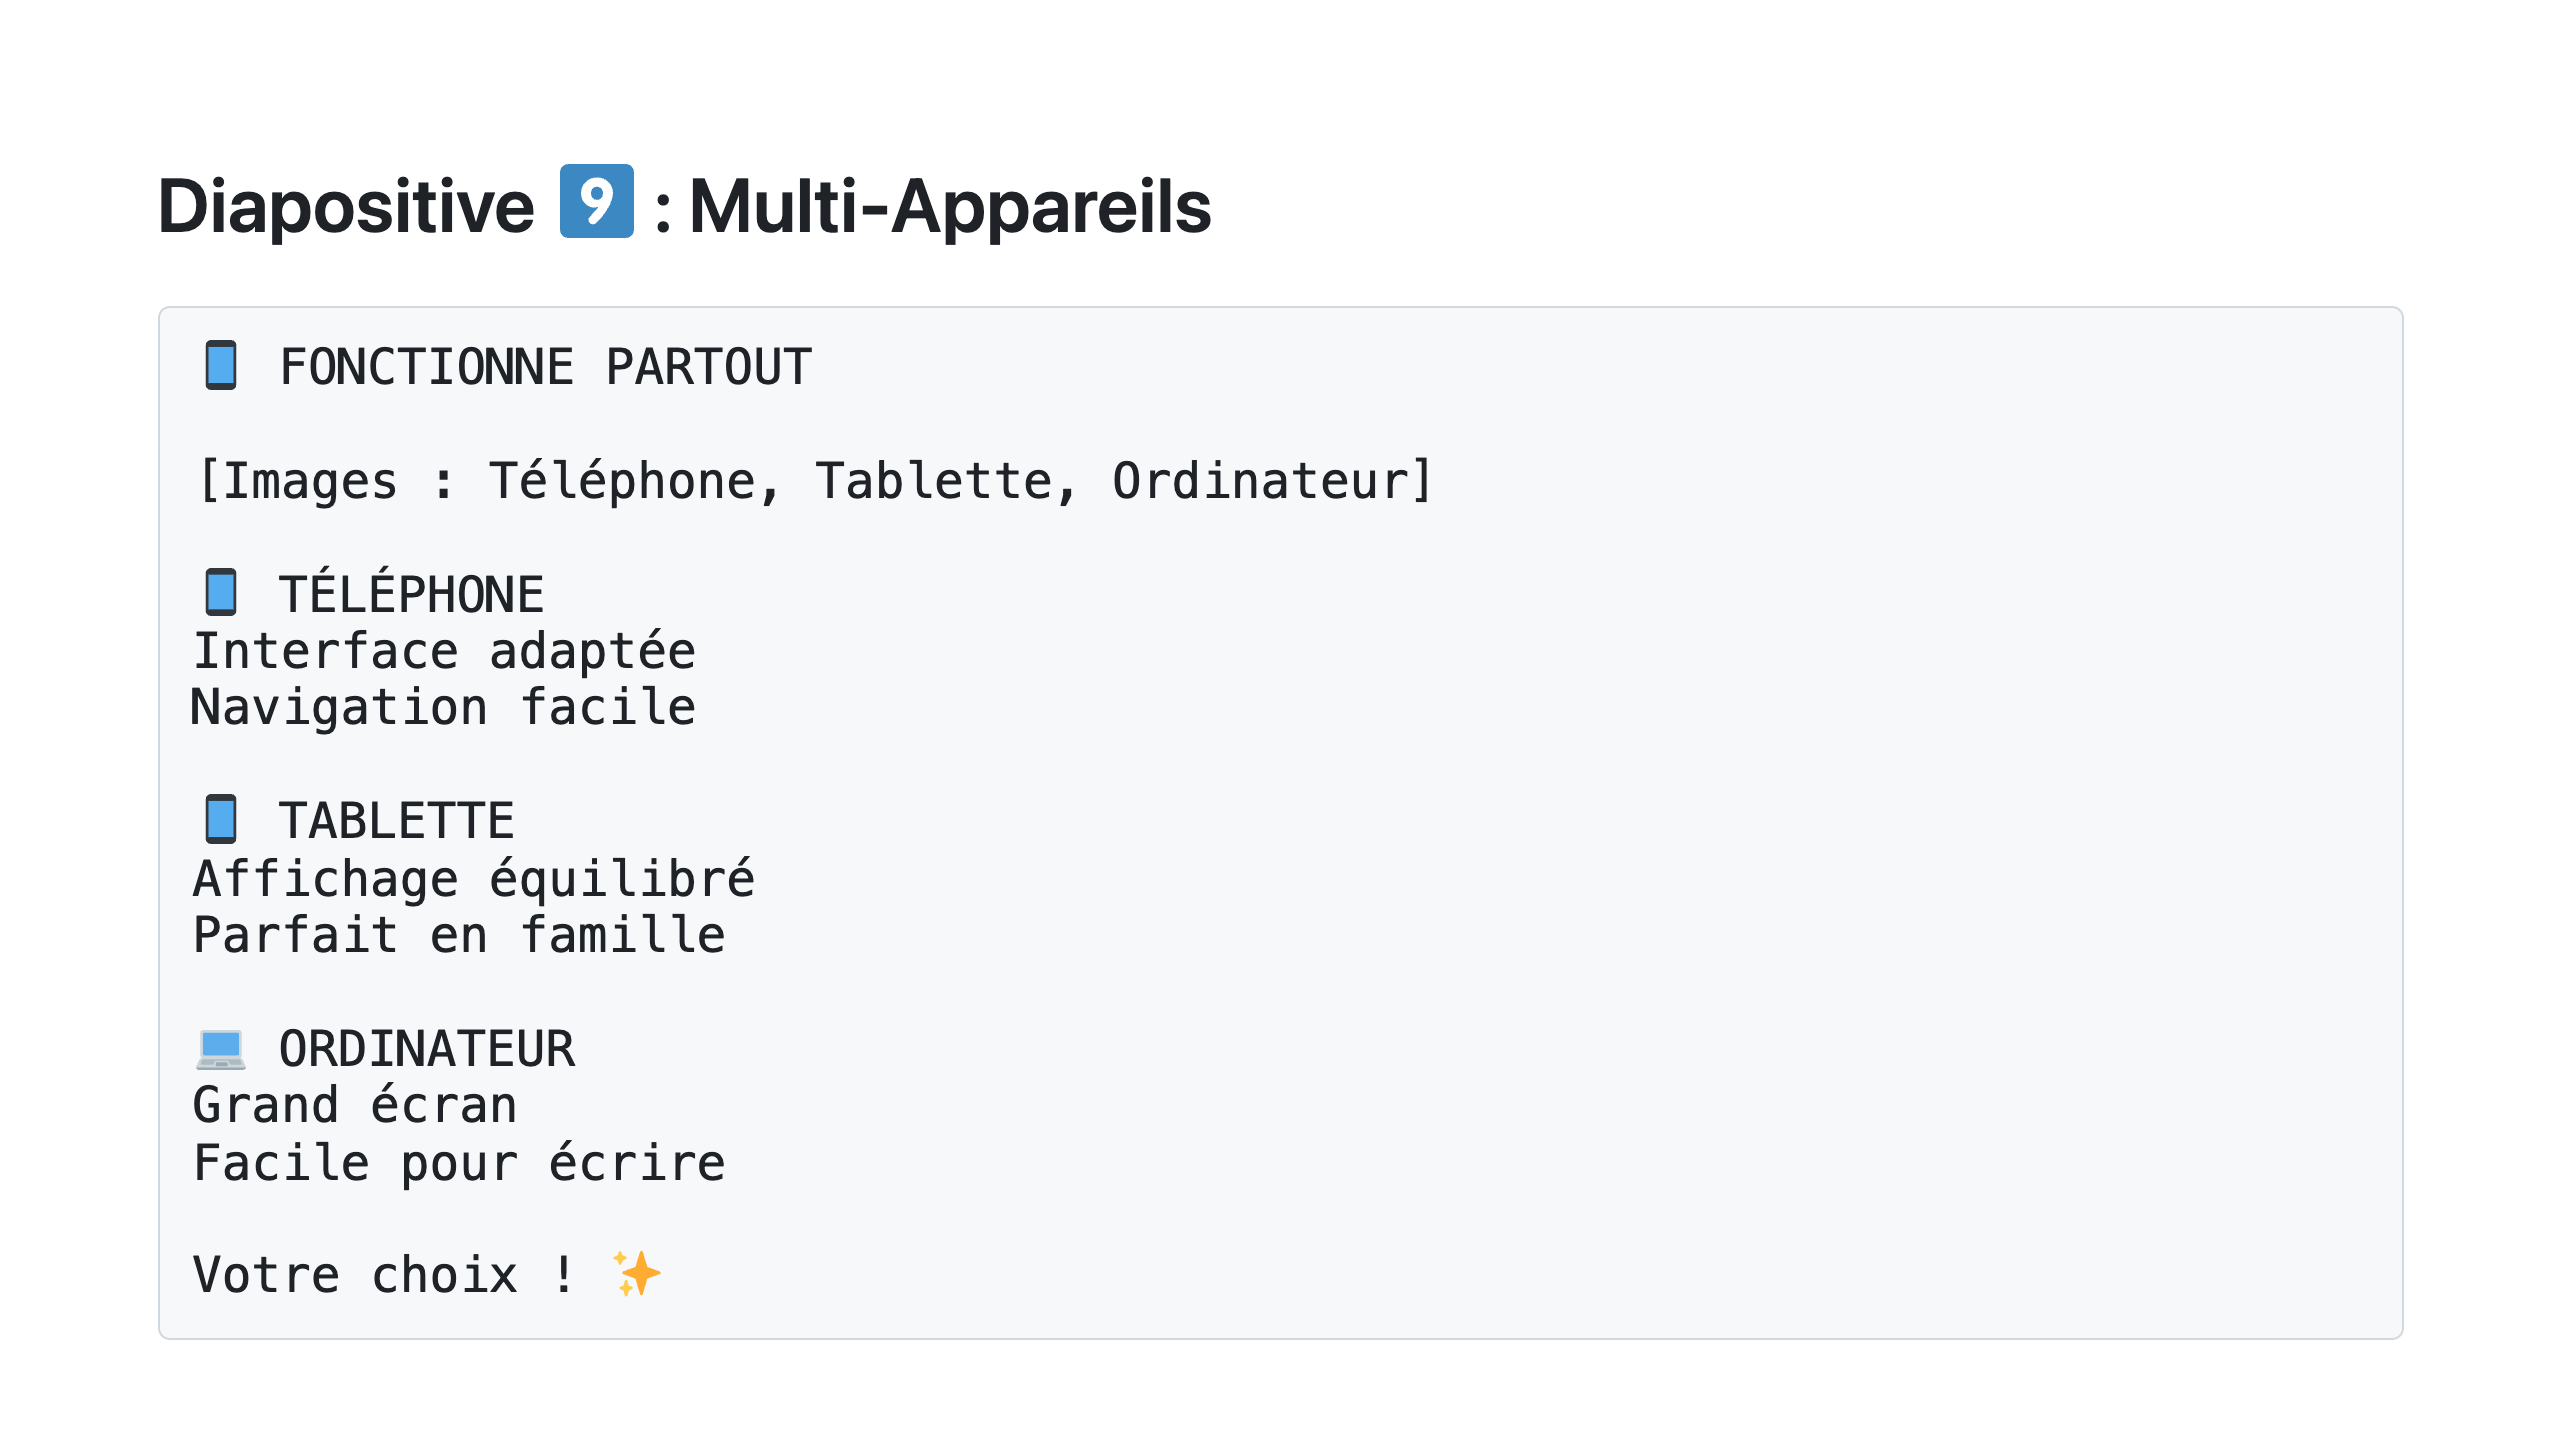 Diapositive 9️⃣ : Multi-Appareils
📱 FONCTIONNE PARTOUT
[Images : Téléphone, Tablette, Ordinateur]
📱 TÉLÉPHONE
Interface adaptée
Navigation facile
📱 TABLETTE
Affichage équilibré
Parfait en famille
💻 ORDINATEUR
Grand écran
Facile pour écrire
Votre choix ! ✨